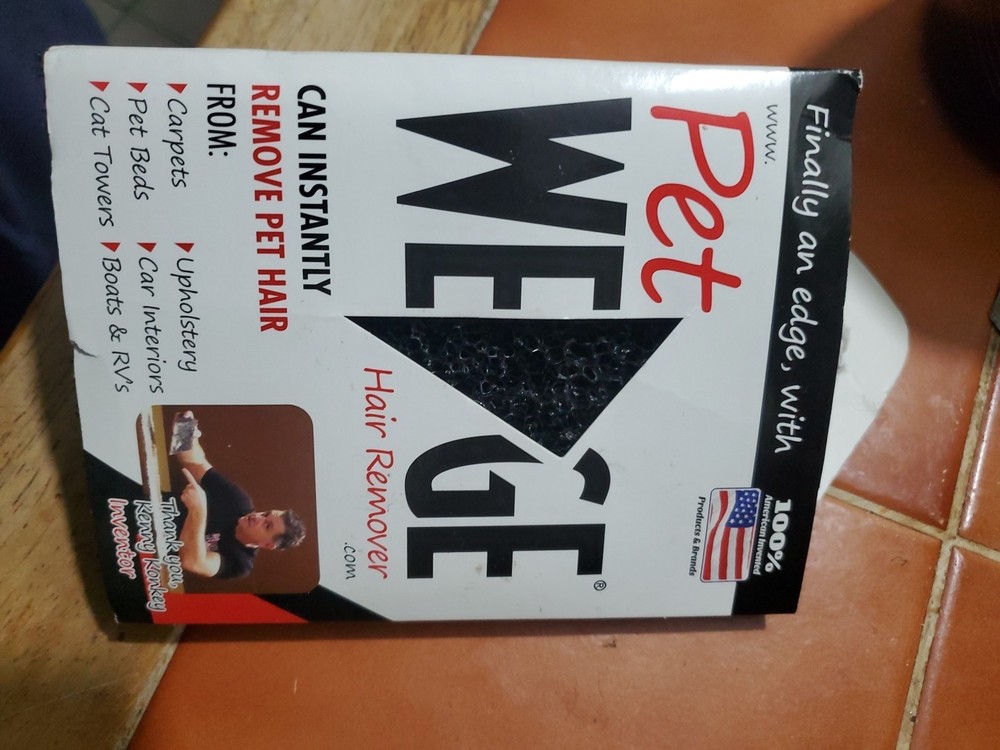 Finally an edge, with
100%
American Invented
Products & Brands
www.
Pet
WEDGE®
Hair Remover
.com
CAN INSTANTLY
REMOVE PET HAIR
FROM:
Carpets
Pet Beds
Cat Towers
Upholstery
Car Interiors
Boats & RV's
Thank you,
Kenny Konkey
Inventor